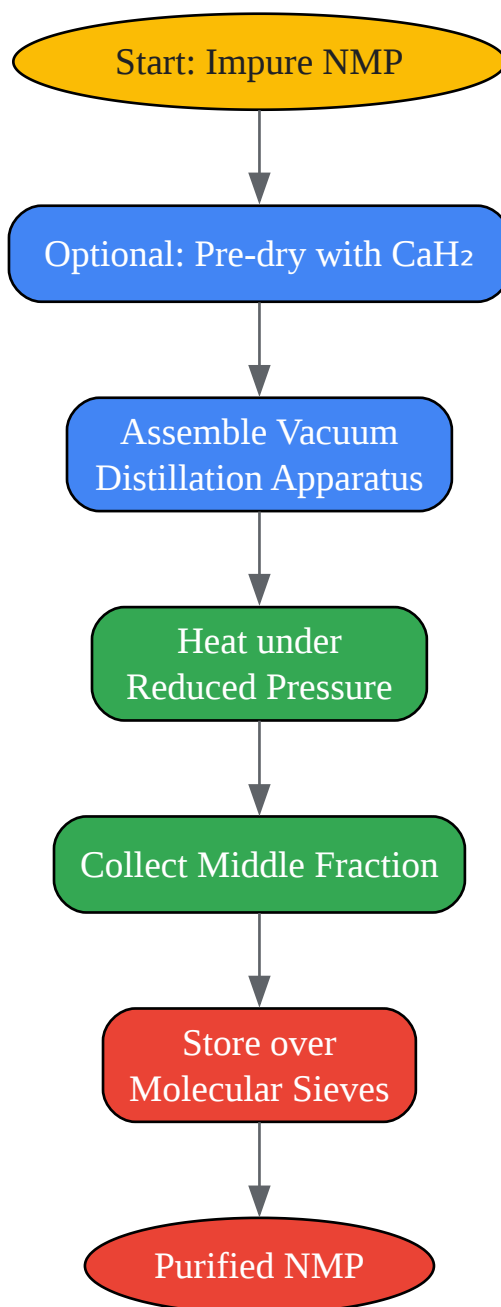 Start: Impure NMP
Optional: Pre-dry with CaH₂
Assemble Vacuum
Distillation Apparatus
Heat under
Reduced Pressure
Collect Middle Fraction
Store over
Molecular Sieves
Purified NMP